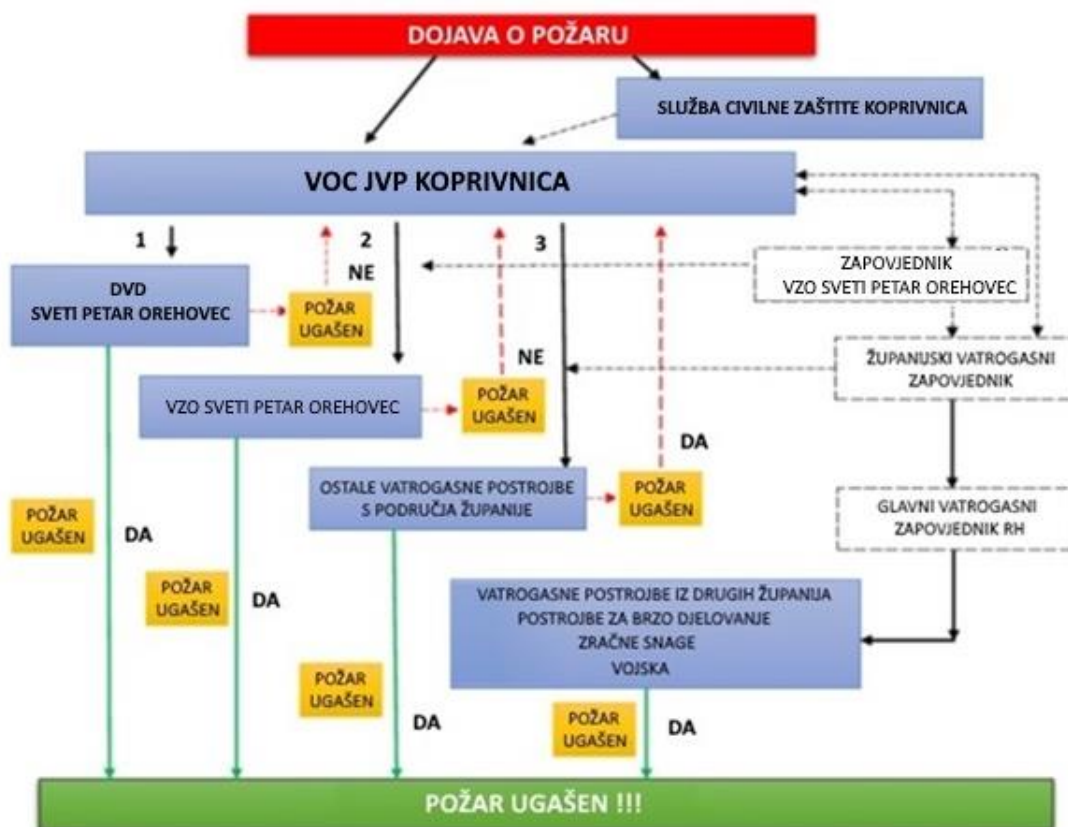 DOJAVA O POŽARU
SLUŽBA CIVILNE ZAŠTITE KOPRIVNICA
VOC JVP KOPRIVNICA
1
2
3
NE
DVD
SVETI PETAR OREHOVEC
POŽAR
UGAŠEN
ZAPOVJEDNIK
VZO SVETI PETAR OREHOVEC
NE
ŽUPANIJSKI VATROGASNI
ZAPOVJEDNIK
VZO SVETI PETAR OREHOVEC
POŽAR
UGAŠEN
DA
OSTALE VATROGASNE POSTROJBE
S PODRUČJA ŽUPANIJE
POŽAR
UGAŠEN
GLAVNI VATROGASNI
ZAPOVJEDNIK RH
POŽAR
UGAŠEN
DA
POŽAR
UGAŠEN
DA
VATROGASNE POSTROJBE IZ DRUGIH ŽUPANIJA
POSTROJBE ZA BRZO DJELOVANJE
ZRAČNE SNAGE
VOJSKA
POŽAR
UGAŠEN
DA
POŽAR
UGAŠEN
DA
POŽAR UGAŠEN !!!